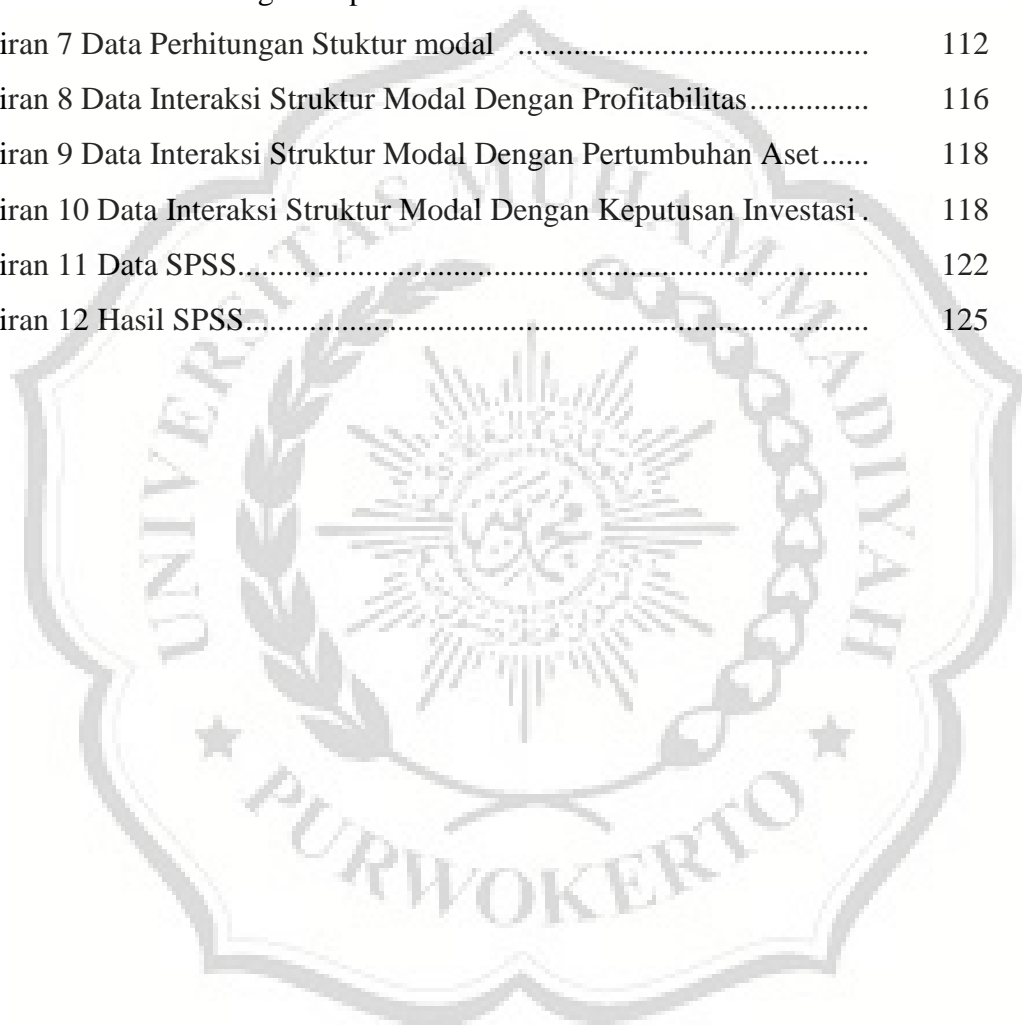 iran 7 Data Perhitungan Stuktur modal ........................................ 112
iran 8 Data Interaksi Struktur Modal Dengan Profitabilitas............... 116
iran 9 Data Interaksi Struktur Modal Dengan Pertumbuhan Aset...... 118
iran 10 Data Interaksi Struktur Modal Dengan Keputusan Investasi . 118
iran 11 Data SPSS........................................................................... 122
iran 12 Hasil SPSS.......................................................................... 125
UNIVERSITAS MUHAMMADIYAH
PURWOKERTO